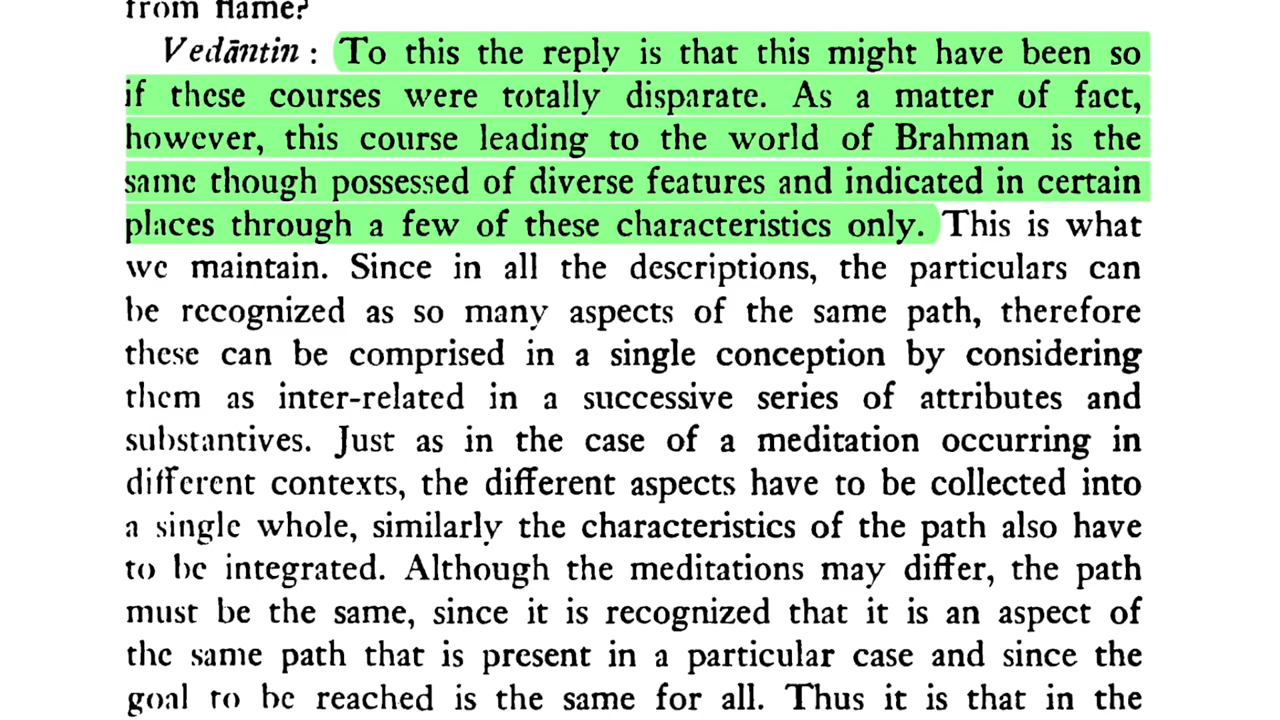 from flame?
Vedāntin : To this the reply is that this might have been so
if these courses were totally disparate. As a matter of fact,
however, this course leading to the world of Brahman is the
same though possessed of diverse features and indicated in certain
places through a few of these characteristics only. This is what
we maintain. Since in all the descriptions, the particulars can
be recognized as so many aspects of the same path, therefore
these can be comprised in a single conception by considering
them as inter-related in a successive series of attributes and
substantives. Just as in the case of a meditation occurring in
different contexts, the different aspects have to be collected into
a single whole, similarly the characteristics of the path also have
to be integrated. Although the meditations may differ, the path
must be the same, since it is recognized that it is an aspect of
the same path that is present in a particular case and since the
goal to be reached is the same for all. Thus it is that in the